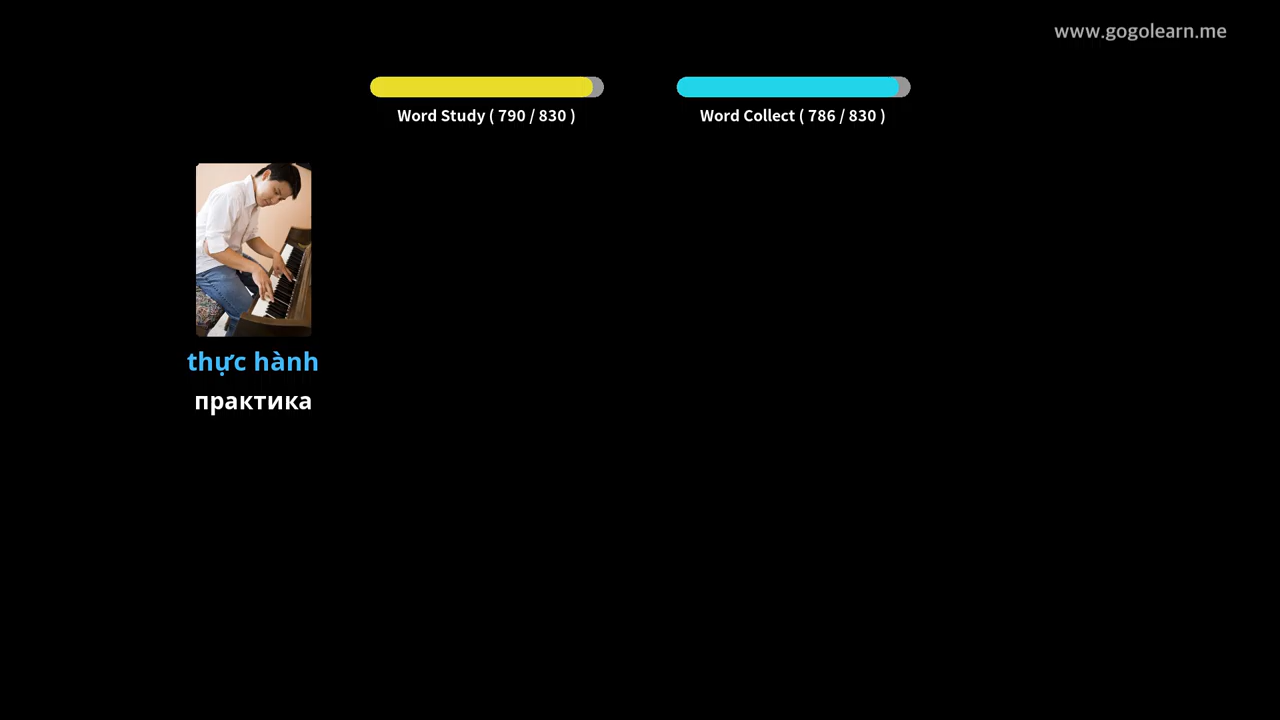 www.gogolearn.me
Word Study ( 790 / 830 )
Word Collect ( 786 / 830 )
thực hành
практика